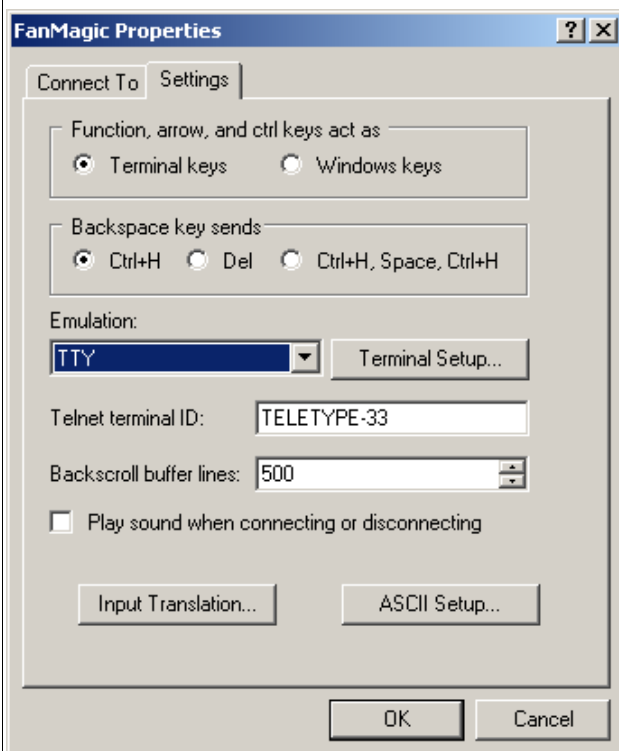 FanMagic Properties
Connect To Settings
Function, arrow, and ctrl keys act as
Terminal keys Windows keys
Backspace key sends
Ctrl+H Del Ctrl+H, Space, Ctrl+H
Emulation:
TTY Terminal Setup...
Telnet terminal ID: TELETYPE-33
Backscroll buffer lines: 500
Play sound when connecting or disconnecting
Input Translation... ASCII Setup...
OK Cancel